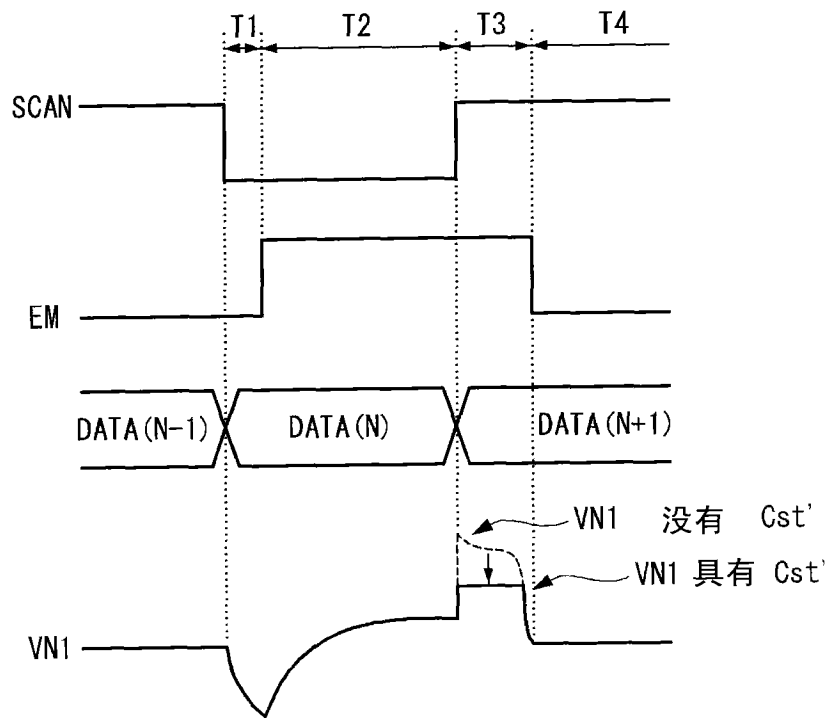 T1 T2 T3 T4
SCAN
EM
DATA(N-1) DATA(N) DATA(N+1)
VN1 没有 Cst'
VN1 具有 Cst'
VN1